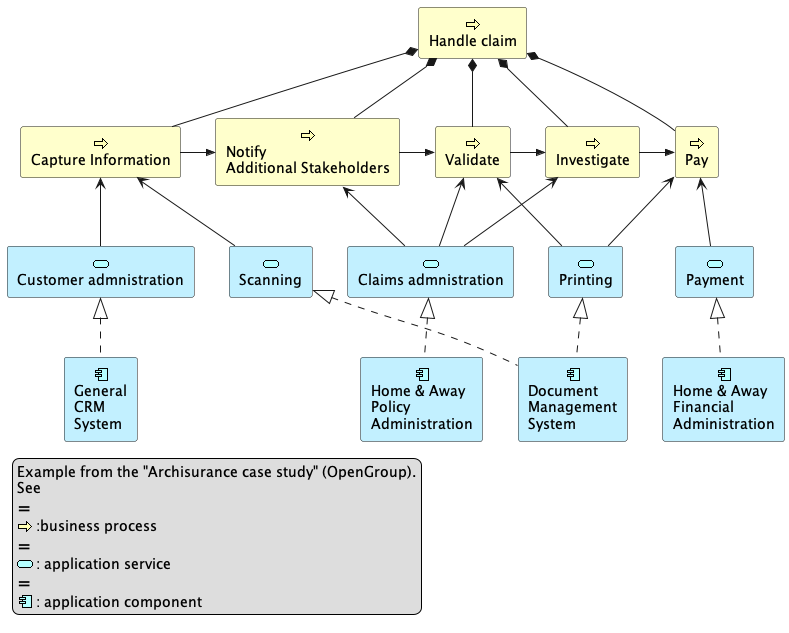 Handle claim
Capture Information
Notify
Additional Stakeholders
Validate
Investigate
Pay
Customer admnistration
Scanning
Claims admnistration
Printing
Payment
General
CRM
System
Home & Away
Policy
Administration
Document
Management
System
Home & Away
Financial
Administration
Example from the "Archisurance case study" (OpenGroup).
See
=
:business process
=
: application service
=
: application component